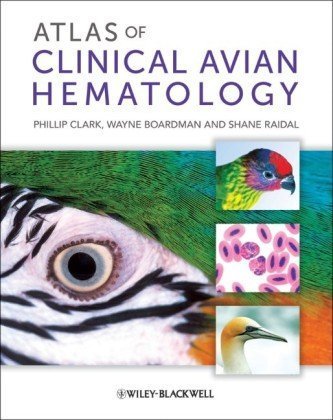 ATLAS OF
CLINICAL AVIAN
HEMATOLOGY
PHILLIP CLARK, WAYNE BOARDMAN AND SHANE RAIDAL
WILEY-BLACKWELL